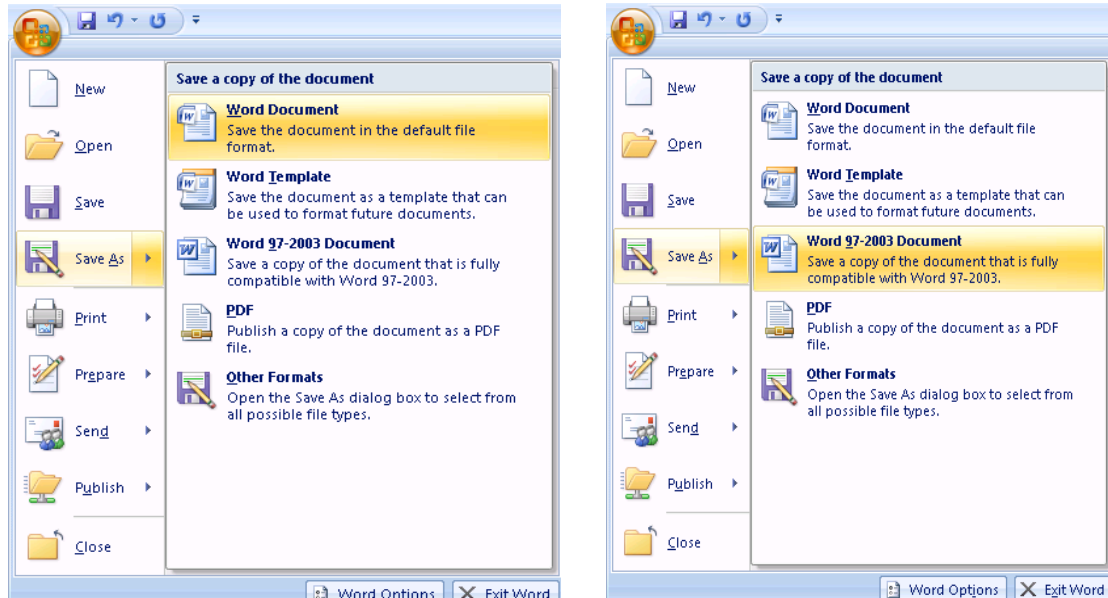 New
Open
Save
Save As
Print
Prepare
Send
Publish
Close
Save a copy of the document
Word Document
Save the document in the default file
format.
Word Template
Save the document as a template that can
be used to format future documents.
Word 97-2003 Document
Save a copy of the document that is fully
compatible with Word 97-2003.
PDF
Publish a copy of the document as a PDF
file.
Other Formats
Open the Save As dialog box to select from
all possible file types.
Word Options
Exit Word
New
Open
Save
Save As
Print
Prepare
Send
Publish
Close
Save a copy of the document
Word Document
Save the document in the default file
format.
Word Template
Save the document as a template that can
be used to format future documents.
Word 97-2003 Document
Save a copy of the document that is fully
compatible with Word 97-2003.
PDF
Publish a copy of the document as a PDF
file.
Other Formats
Open the Save As dialog box to select from
all possible file types.
Word Options
Exit Word